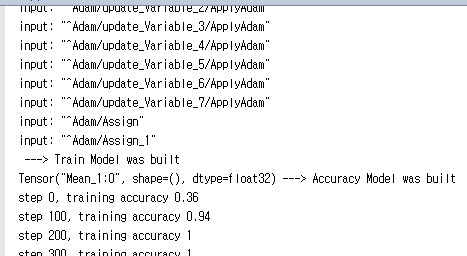 input: "^Adam/update_Variable_2/ApplyAdam"
input: "^Adam/update_Variable_3/ApplyAdam"
input: "^Adam/update_Variable_4/ApplyAdam"
input: "^Adam/update_Variable_5/ApplyAdam"
input: "^Adam/update_Variable_6/ApplyAdam"
input: "^Adam/update_Variable_7/ApplyAdam"
input: "^Adam/Assign"
input: "^Adam/Assign_1"
---> Train Model was built
Tensor("Mean_1:0", shape=(), dtype=float32) ---> Accuracy Model was built
step 0, training accuracy 0.36
step 100, training accuracy 0.94
step 200, training accuracy 1
step 300, training accuracy 1